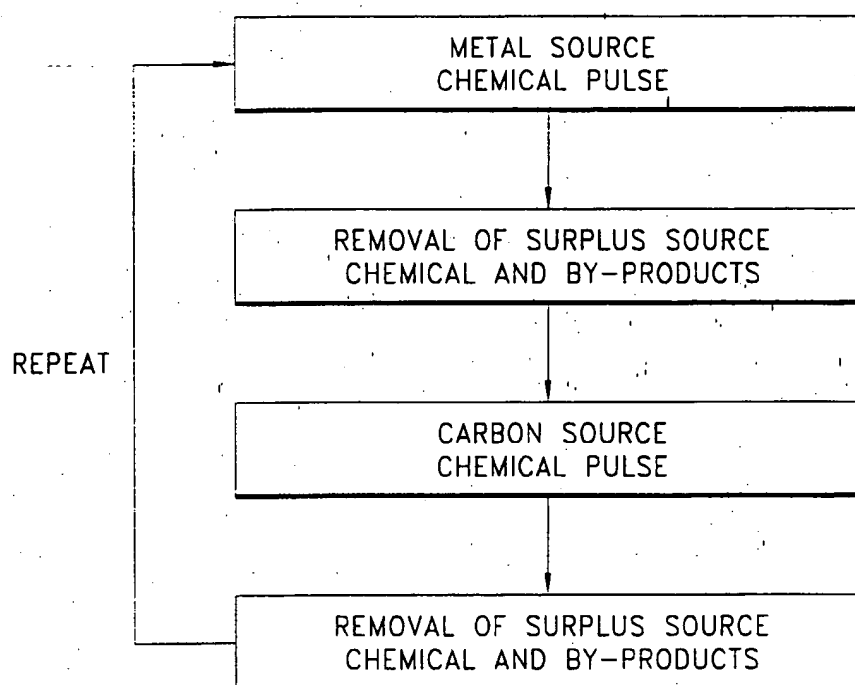 METAL SOURCE
CHEMICAL PULSE
REMOVAL OF SURPLUS SOURCE
CHEMICAL AND BY-PRODUCTS
REPEAT
CARBON SOURCE
CHEMICAL PULSE
REMOVAL OF SURPLUS SOURCE
CHEMICAL AND BY-PRODUCTS